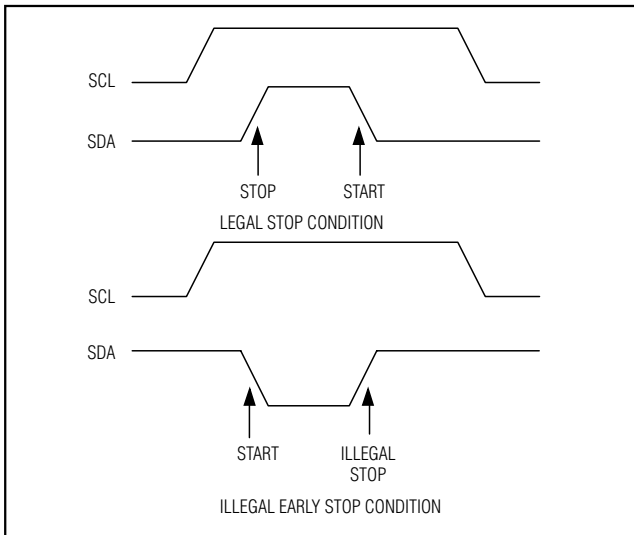 SCL
SDA
STOP START
LEGAL STOP CONDITION
SCL
SDA
START ILLEGAL
STOP
ILLEGAL EARLY STOP CONDITION